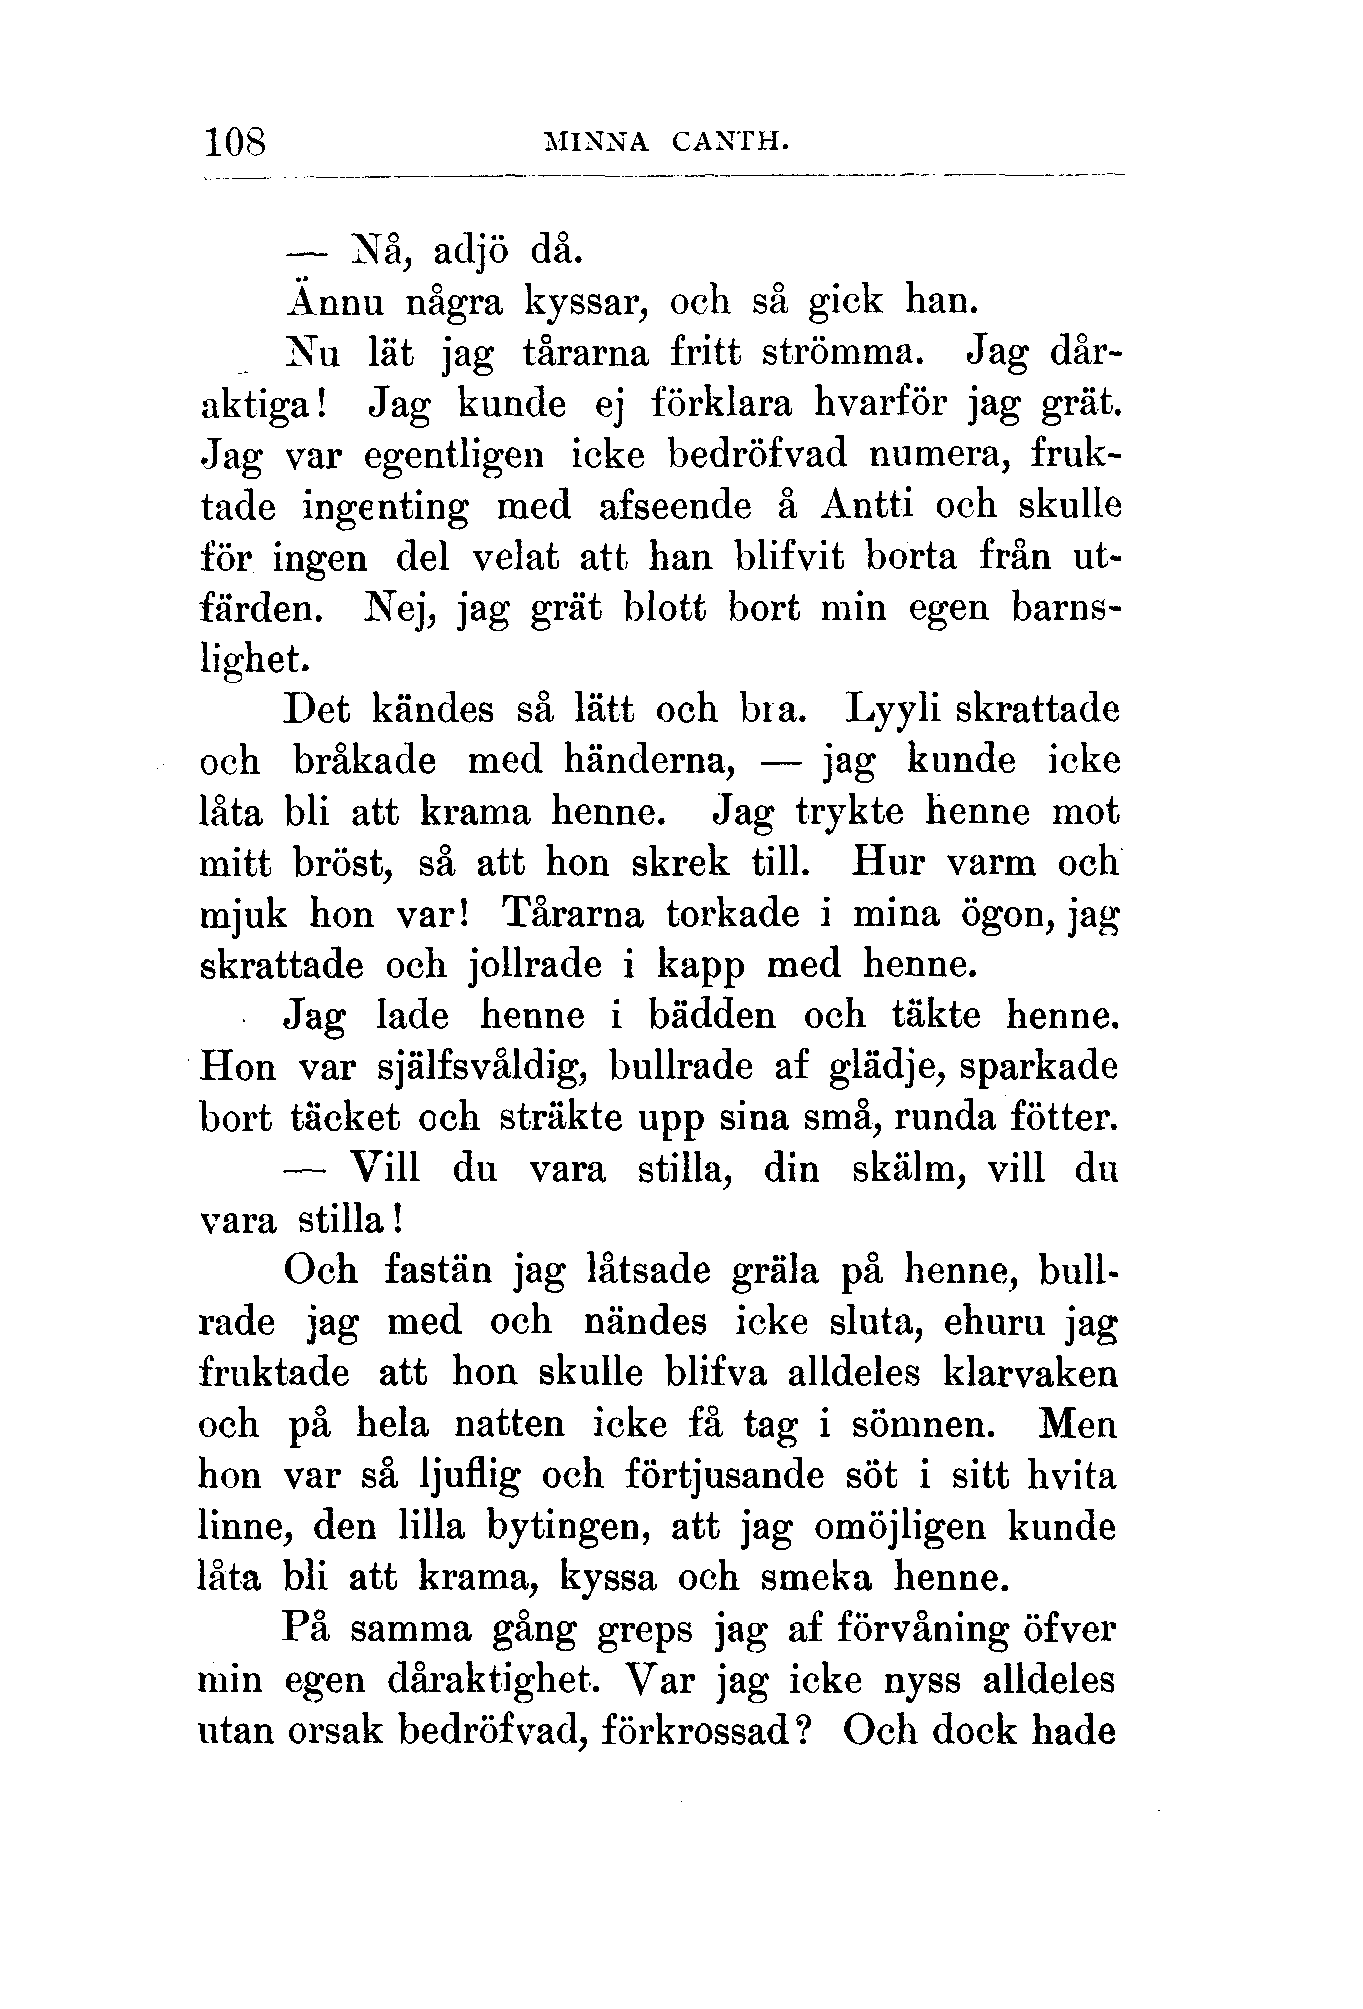 108 MINNA CANTH.
— Nå, adjö då.
Ännu några kyssar, och så gick han.
Nu lät jag tårarna fritt strömma. Jag dår-
aktiga! Jag kunde ej förklara hvarför jag grät.
Jag var egentligen icke bedröfvad numera, fruk-
tade ingenting med afseende å Antti och skulle
för ingen del velat att han blifvit borta från ut-
färden. Nej, jag grät blott bort min egen barns-
lighet.
Det kändes så lätt och bra. Lyyli skrattade
och bråkade med händerna, — jag kunde icke
låta bli att krama henne. Jag trykte henne mot
mitt bröst, så att hon skrek till. Hur varm och
mjuk hon var! Tårarna torkade i mina ögon, jag
skrattade och jollrade i kapp med henne.
Jag lade henne i bädden och täkte henne.
Hon var själfsvåldig, bullrade af glädje, sparkade
bort täcket och sträkte upp sina små, runda fötter.
— Vill du vara stilla, din skälm, vill du
vara stilla!
Och fastän jag låtsade gräla på henne, bull-
rade jag med och nändes icke sluta, ehuru jag
fruktade att hon skulle blifva alldeles klarvaken
och på hela natten icke få tag i sömnen. Men
hon var så ljuflig och förtjusande söt i sitt hvita
linne, den lilla bytingen, att jag omöjligen kunde
låta bli att krama, kyssa och smeka henne.
På samma gång greps jag af förvåning öfver
min egen dåraktighet. Var jag icke nyss alldeles
utan orsak bedröfvad, förkrossad? Och dock hade